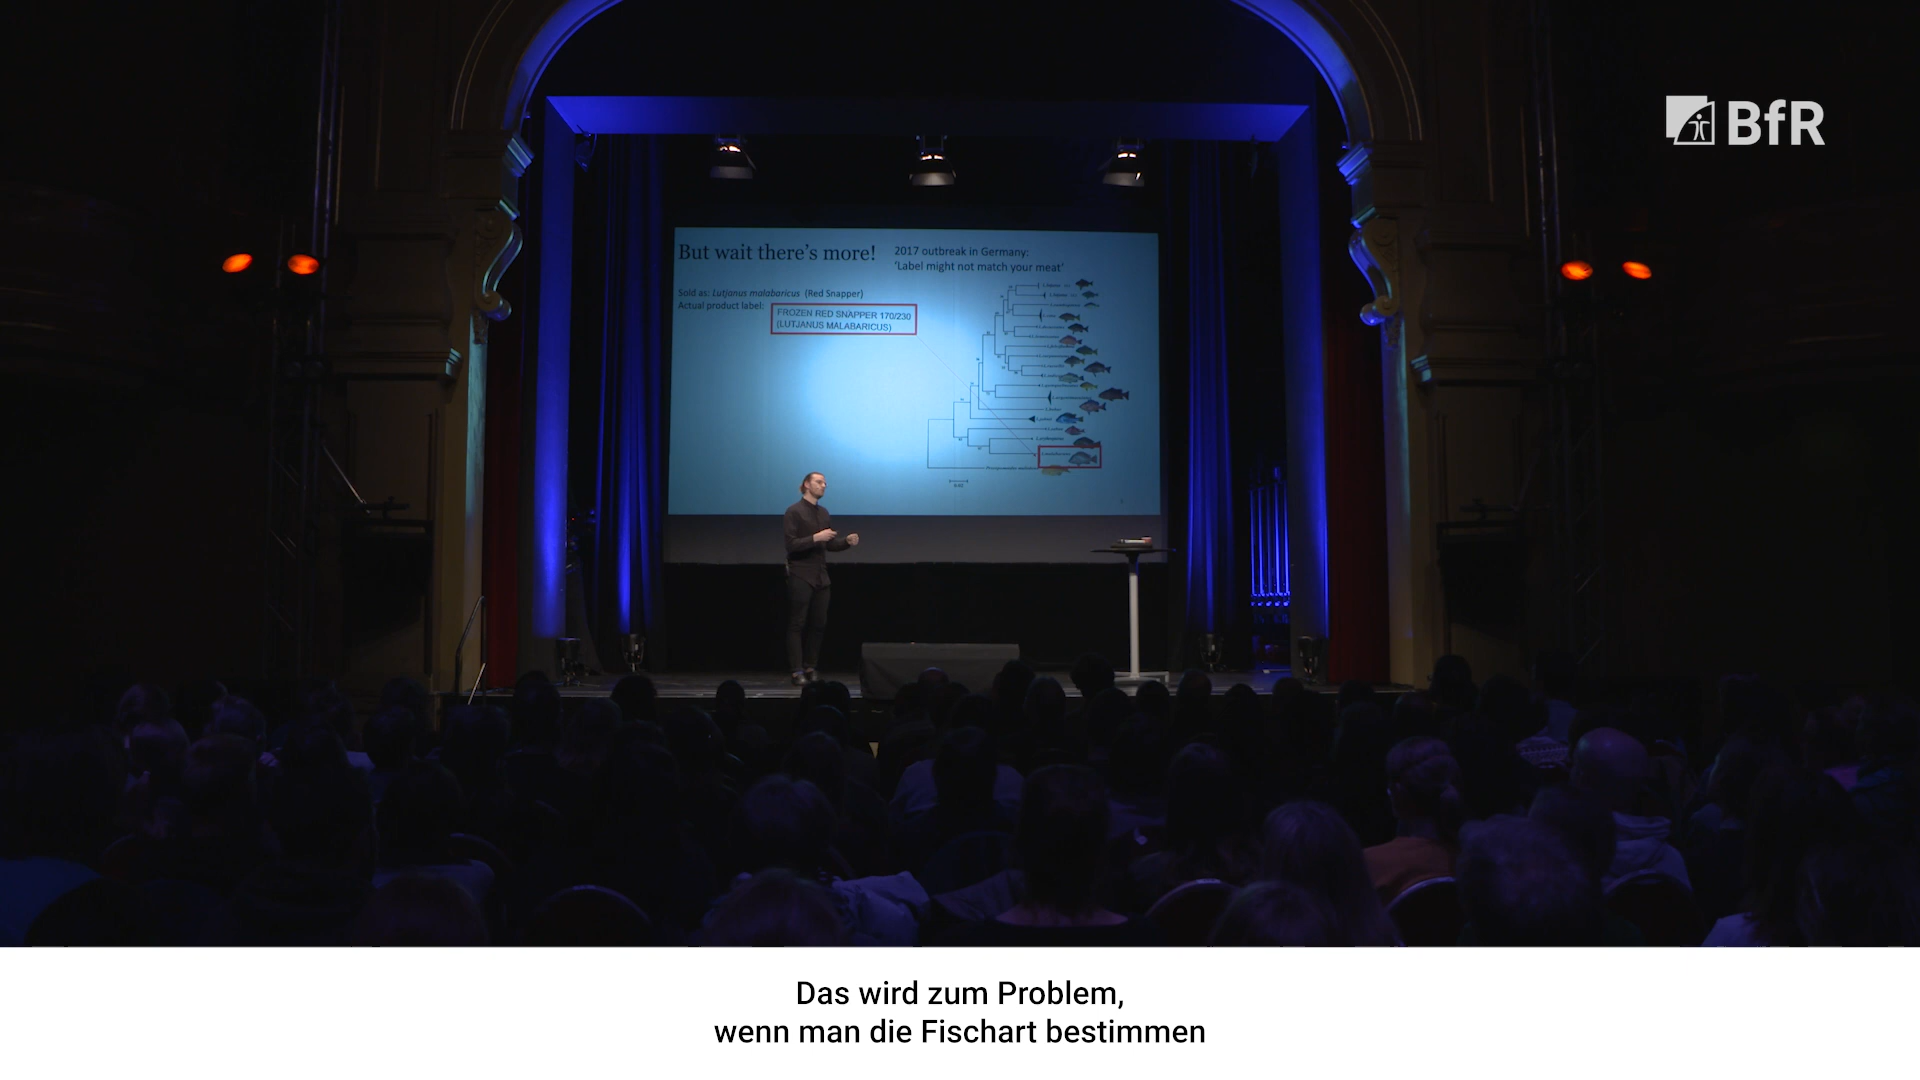 BfR
But wait there's more!
2017 outbreak in Germany:
'Label might not match your meat'
Sold as: Lutjanus malabaricus (Red Snapper)
Actual product label:
FROZEN RED SNAPPER 170/230
(LUTJANUS MALABARICUS)
Das wird zum Problem,
wenn man die Fischart bestimmen